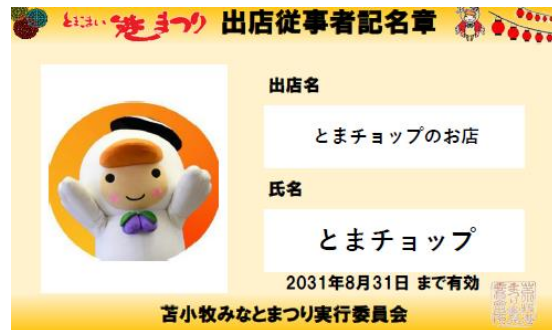 とまこまい港まつり 出店従事者記名章
出店名
とまチョップのお店
氏名
とまチョップ
2031年8月31日 まで有効
苫小牧みなとまつり実行委員会